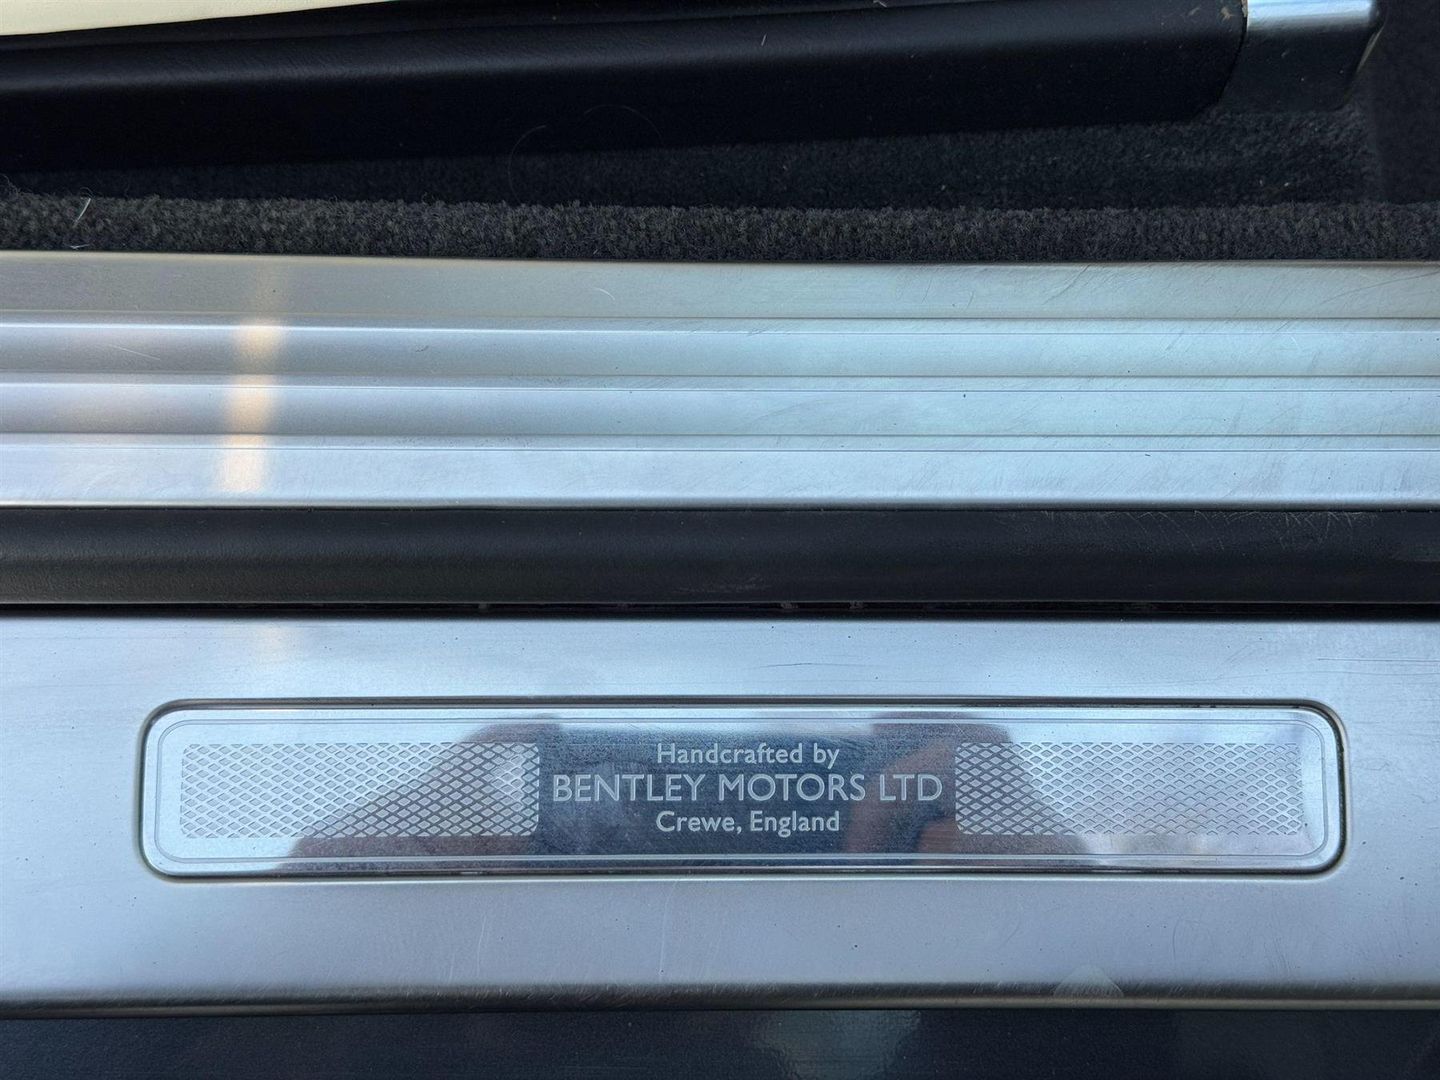 Handcrafted by
BENTLEY MOTORS LTD
Crewe, England